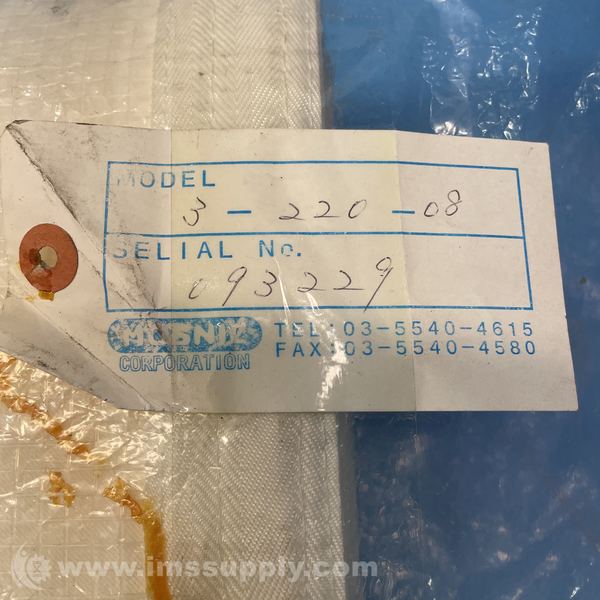 MODEL
3-220-08
SELIAL No.
093229
TEL:03-5540-4615
FAX:03-5540-4580
CORPORATION
www.imssupply.com